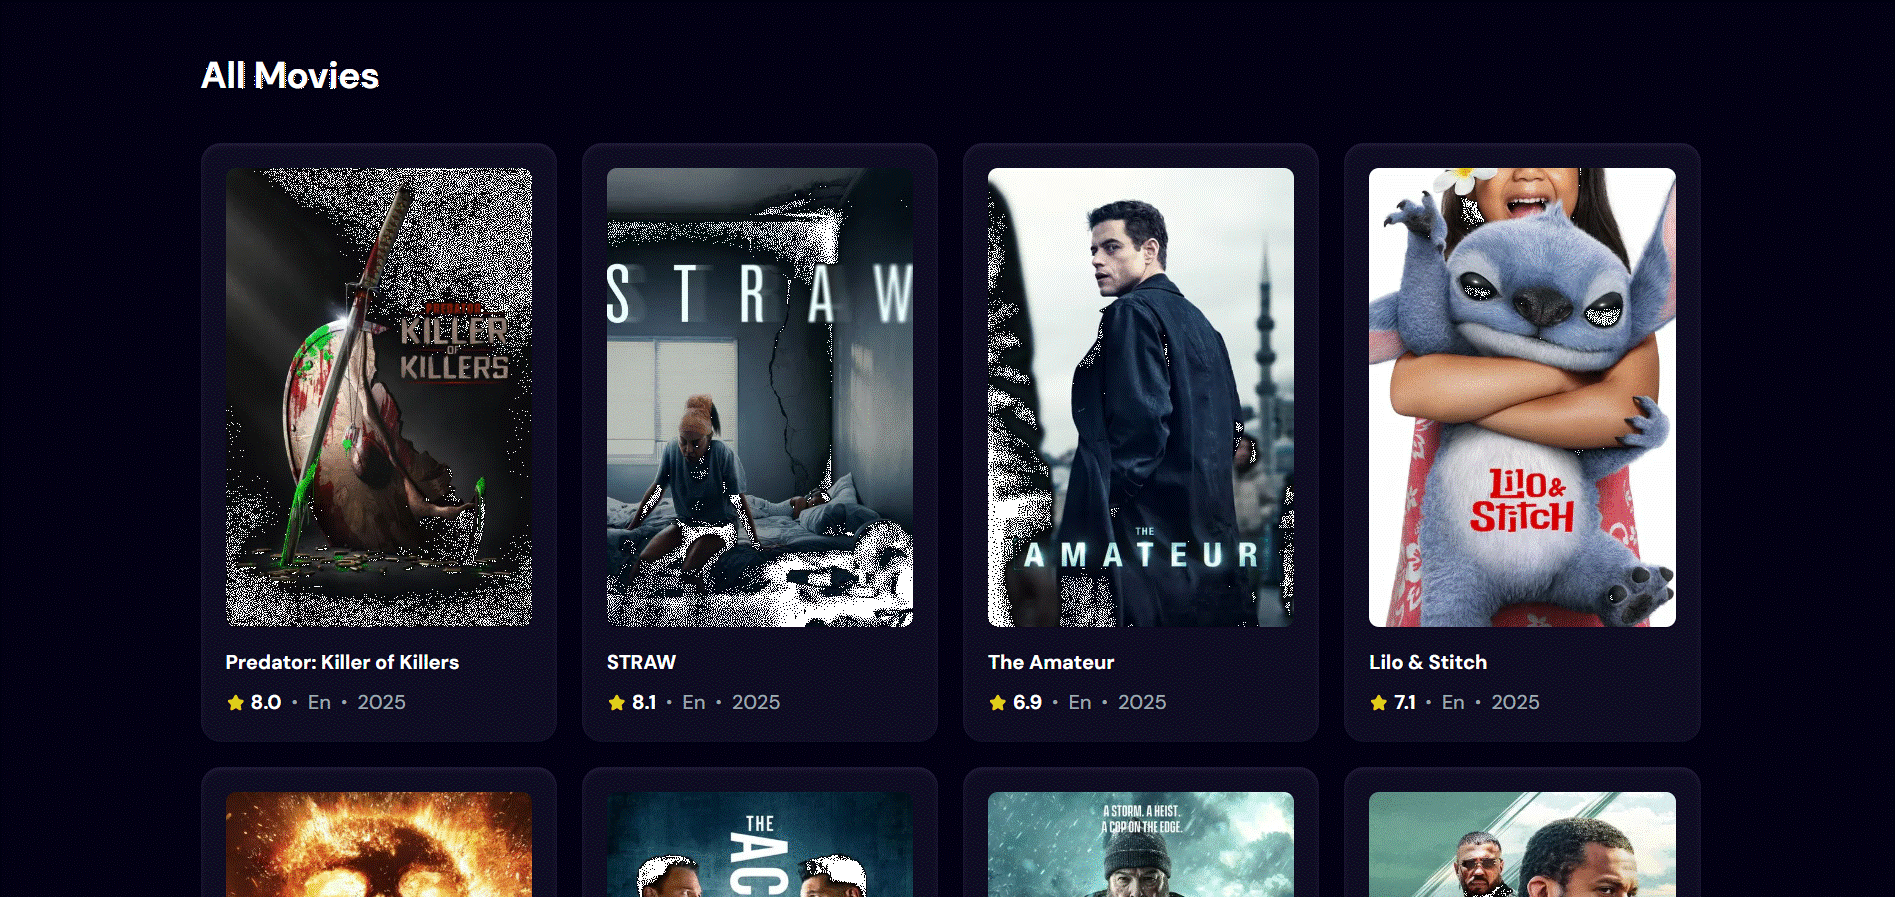 All Movies
PREDATOR
KILLER
OF
KILLERS
STRAW
THE
AMATEUR
Lilo &
Stitch
Predator: Killer of Killers
8.0 • En • 2025
STRAW
8.1 • En • 2025
The Amateur
6.9 • En • 2025
Lilo & Stitch
7.1 • En • 2025
THE
AC
A STORM. A HEIST.
A COP ON THE EDGE.